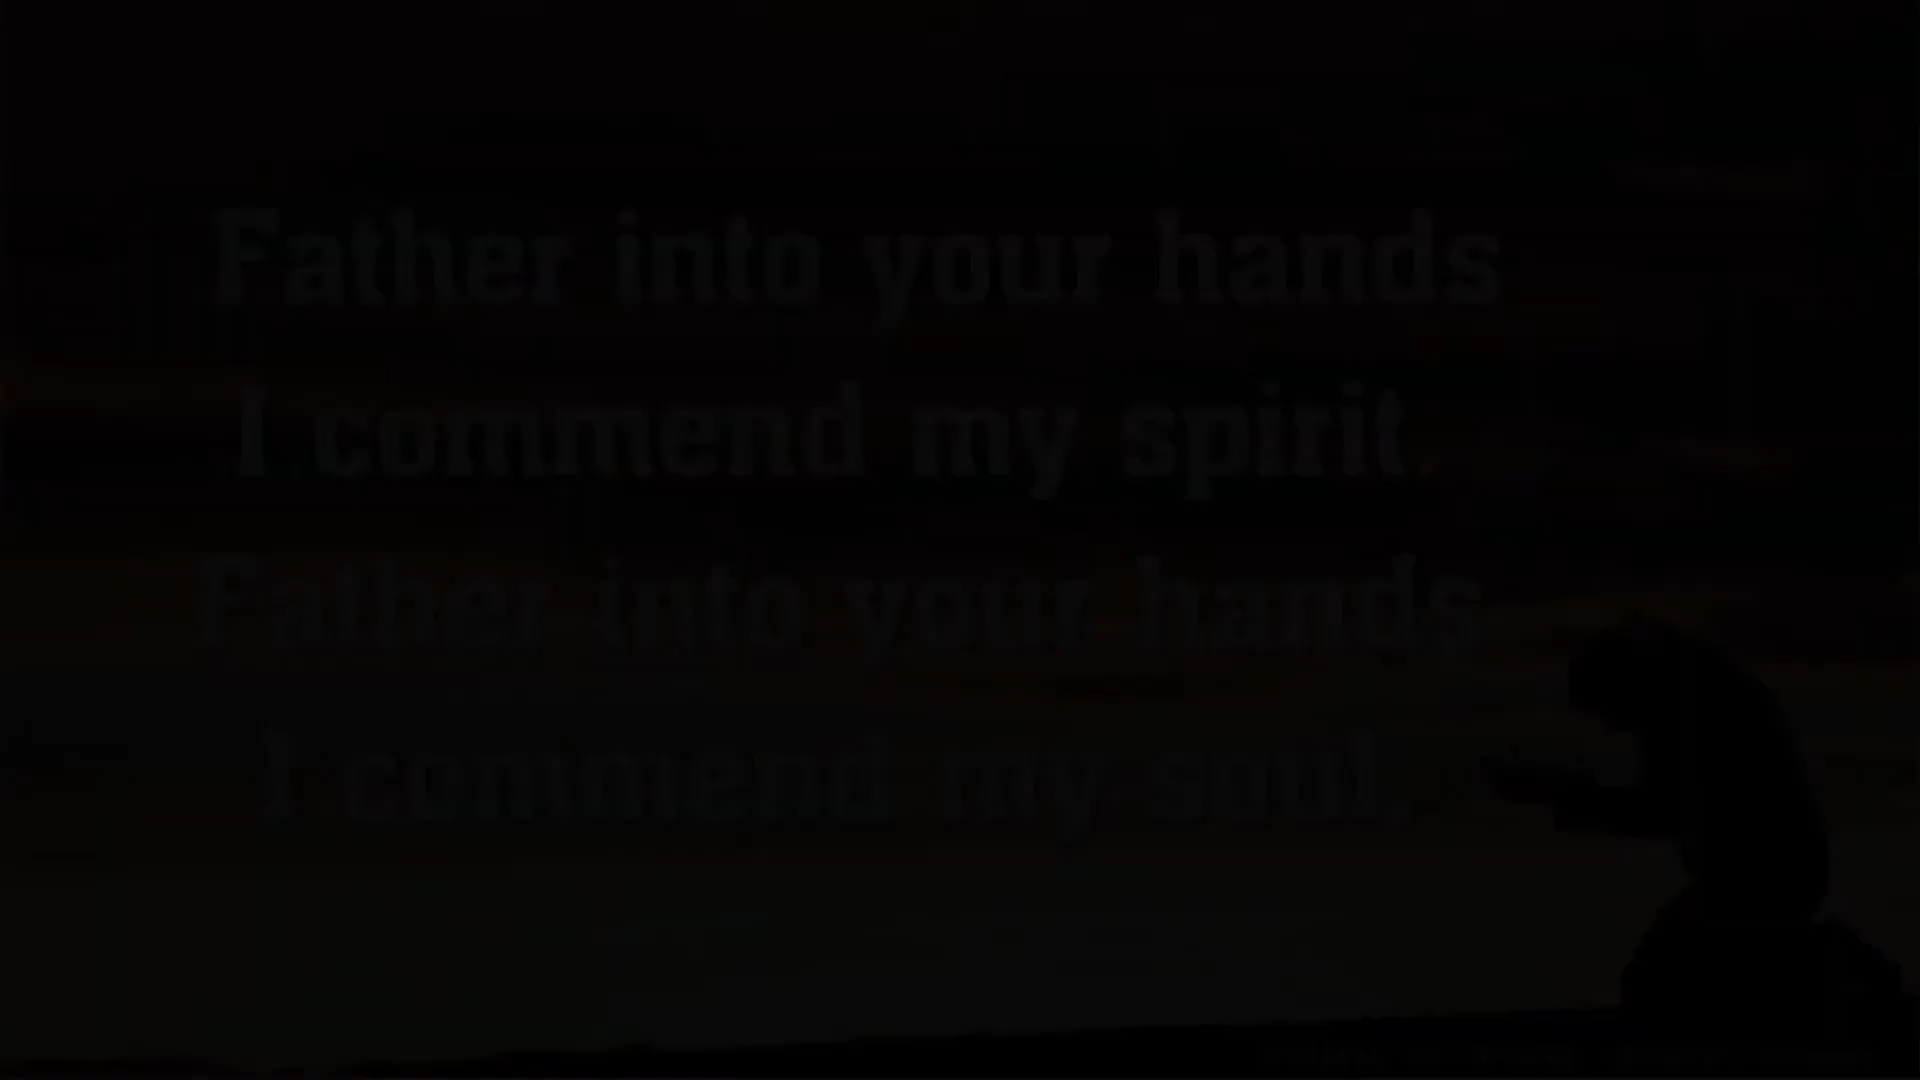 Father into your hands
I commend my spirit.
Father into your hands
I commend my soul.